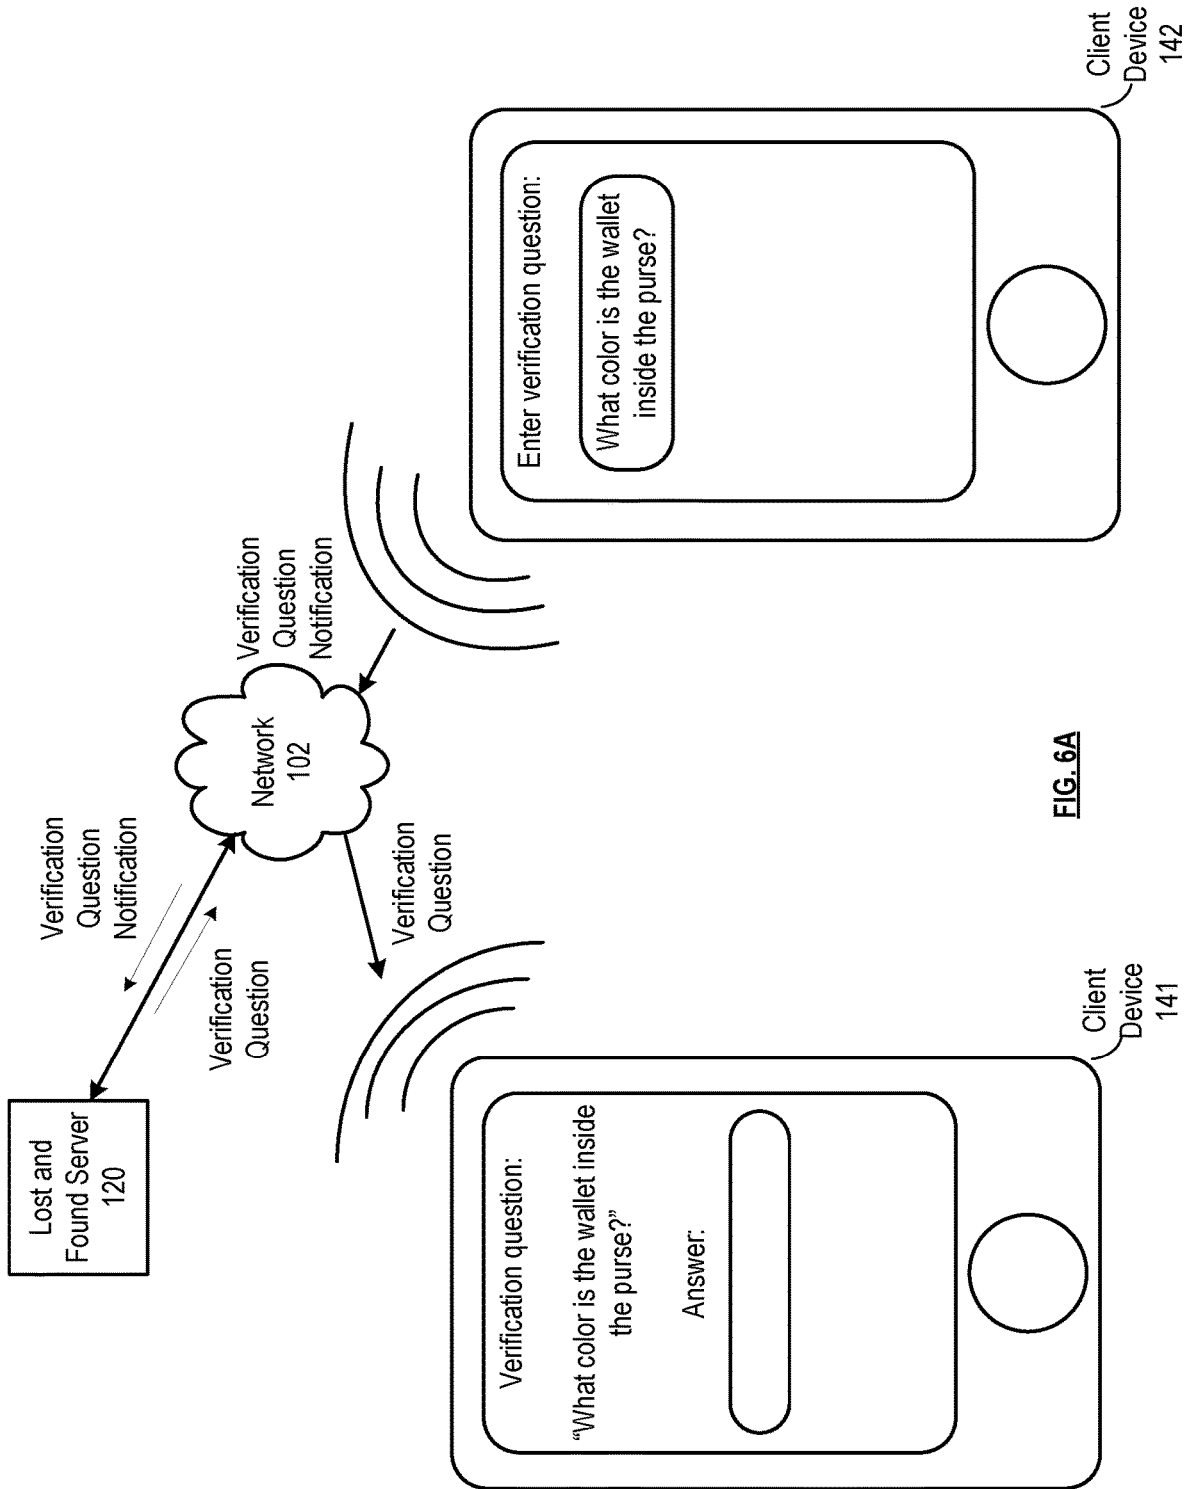 Lost and
Found Server
120
Verification
Question
Notification
Verification
Question
Network
102
Verification
Question
Notification
Verification
Question
Verification question:
“What color is the wallet inside
the purse?”
Answer:
Client
Device
141
Enter verification question:
What color is the wallet
inside the purse?
Client
Device
142
FIG. 6A